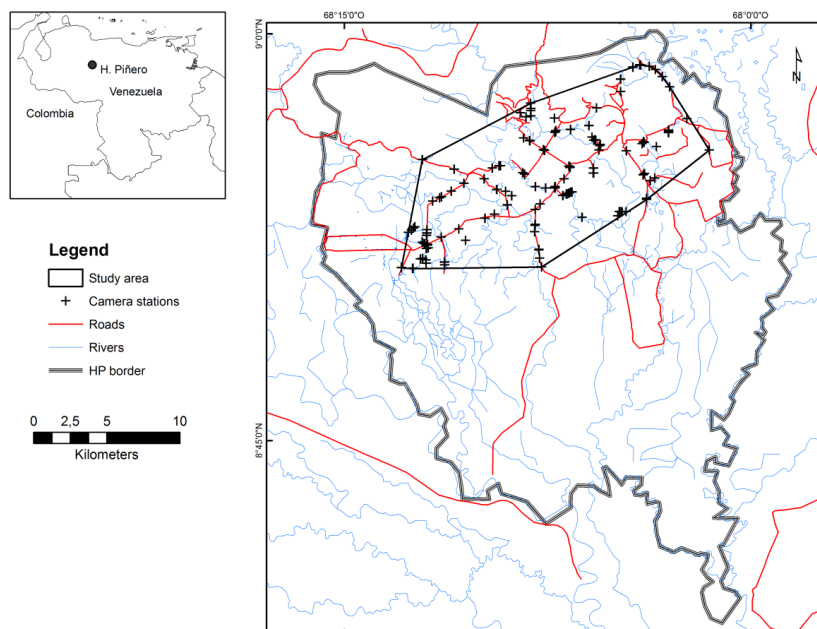 68°15'0"O
68°0'0"O
9°0'0"N
H. Piñero
Venezuela
Colombia
N
Legend
Study area
Camera stations
Roads
Rivers
HP border
0 2,5 5 10
Kilometers
8°45'0"N